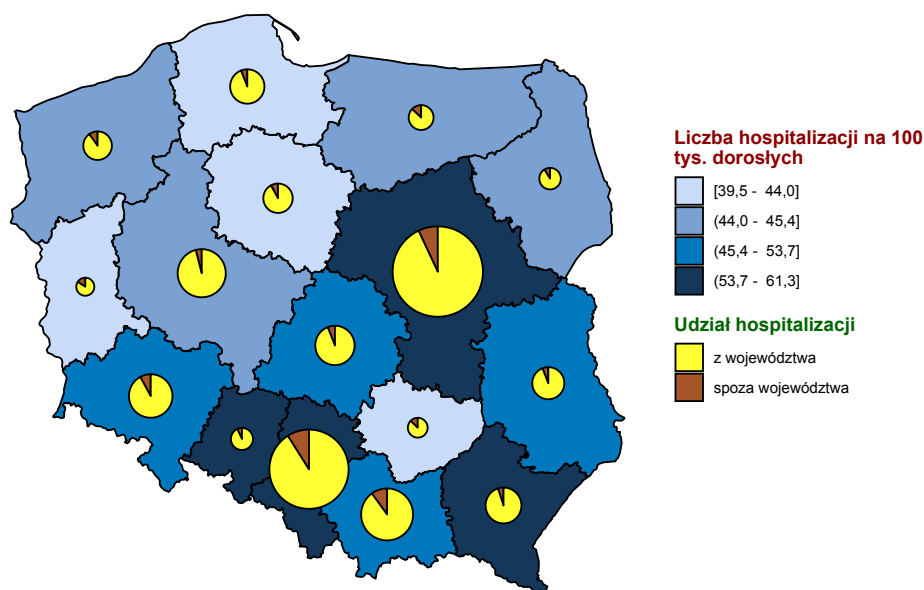 Liczba hospitalizacji na 100
tys. dorosłych
[39,5 - 44,0]
(44,0 - 45,4]
(45,4 - 53,7]
(53,7 - 61,3]
Udział hospitalizacji
z województwa
spoza województwa